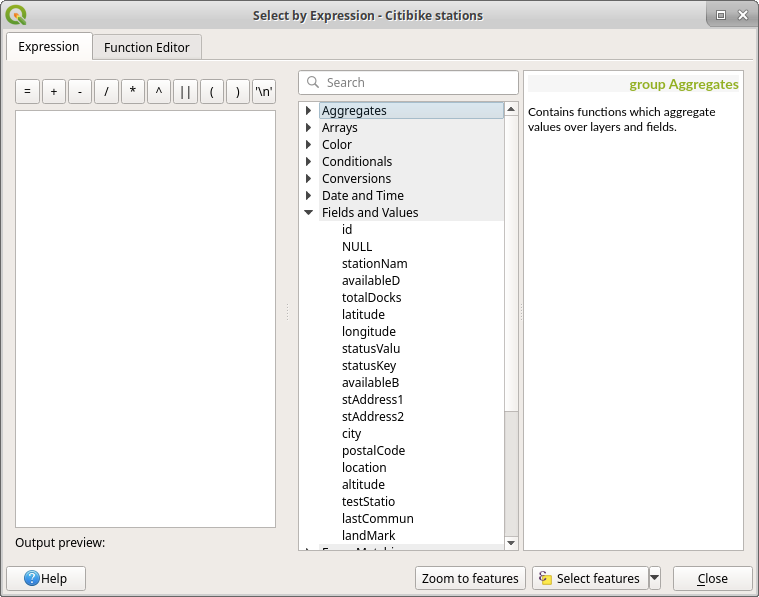 Select by Expression - Citibike stations
Expression
Function Editor
= + - / * ^ || ( ) '\n'
Search
group Aggregates
Contains functions which aggregate
values over layers and fields.
Aggregates
Arrays
Color
Conditionals
Conversions
Date and Time
Fields and Values
id
NULL
stationNam
availableD
totalDocks
latitude
longitude
statusValu
statusKey
availableB
stAddress1
stAddress2
city
postalCode
location
altitude
testStatio
lastCommun
landMark
Output preview:
Help
Zoom to features
Select features
Close